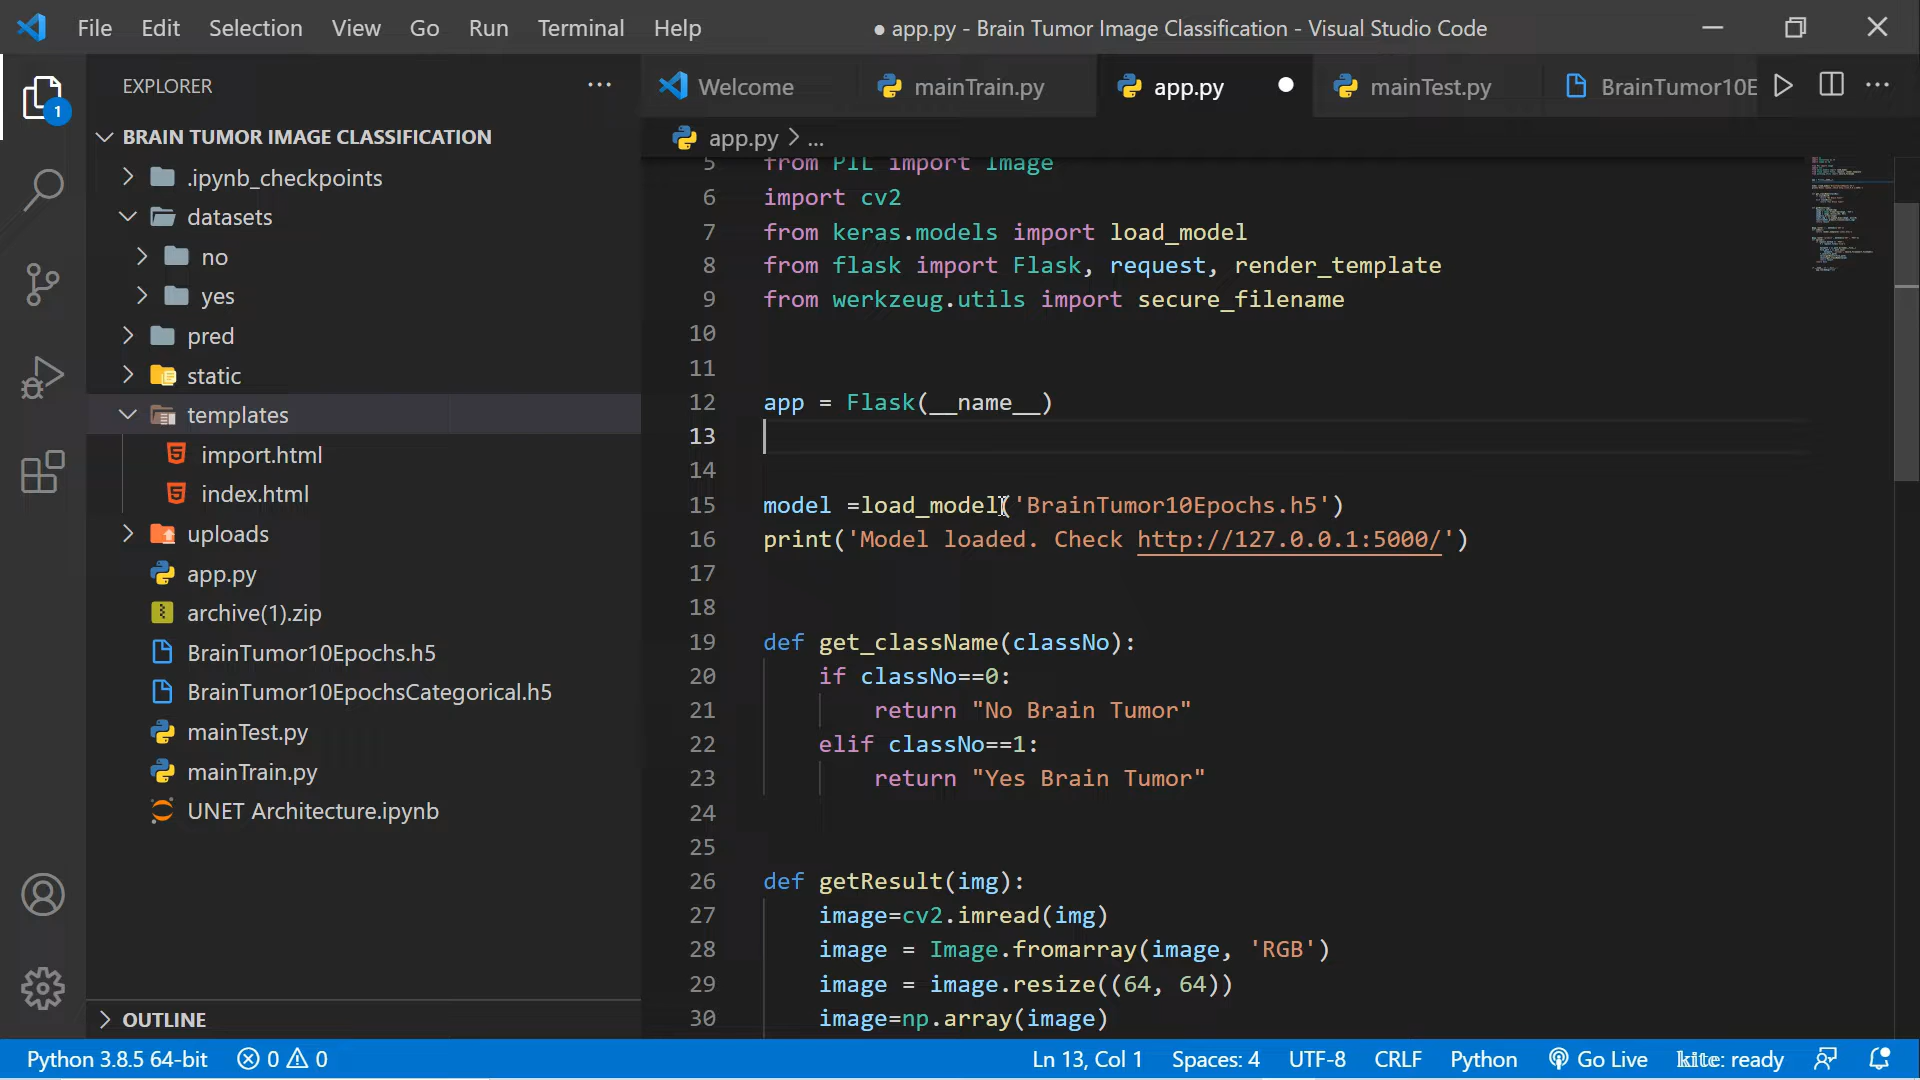 File Edit Selection View Go Run Terminal Help
● app.py - Brain Tumor Image Classification - Visual Studio Code
EXPLORER
BRAIN TUMOR IMAGE CLASSIFICATION
.ipynb_checkpoints
datasets
no
yes
pred
static
templates
import.html
index.html
uploads
app.py
archive(1).zip
BrainTumor10Epochs.h5
BrainTumor10EpochsCategorical.h5
mainTest.py
mainTrain.py
UNET Architecture.ipynb
OUTLINE
1
Welcome mainTrain.py app.py mainTest.py BrainTumor10E
app.py > ...
5 from PIL import Image
6 import cv2
7 from keras.models import load_model
8 from flask import Flask, request, render_template
9 from werkzeug.utils import secure_filename
10
11
12 app = Flask(__name__)
13
14
15 model =load_model('BrainTumor10Epochs.h5')
16 print('Model loaded. Check http://127.0.0.1:5000/')
17
18
19 def get_className(classNo):
20 if classNo==0:
21 return "No Brain Tumor"
22 elif classNo==1:
23 return "Yes Brain Tumor"
24
25
26 def getResult(img):
27 image=cv2.imread(img)
28 image = Image.fromarray(image, 'RGB')
29 image = image.resize((64, 64))
30 image=np.array(image)
Python 3.8.5 64-bit 0 0 Ln 13, Col 1 Spaces: 4 UTF-8 CRLF Python Go Live kite: ready